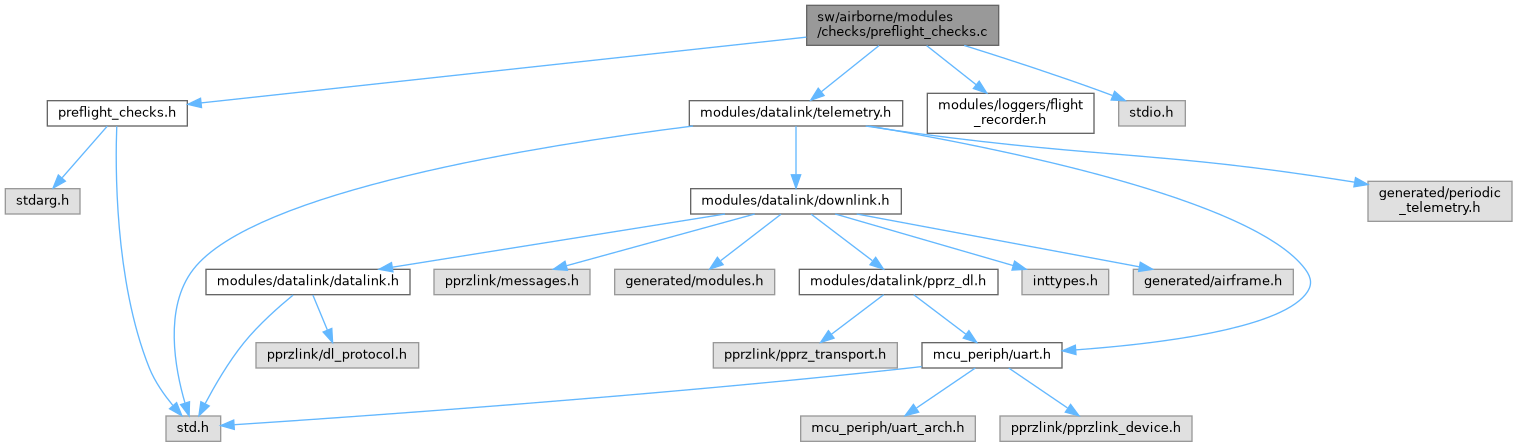 sw/airborne/modules
/checks/preflight_checks.c
preflight_checks.h
modules/datalink/telemetry.h
modules/loggers/flight
_recorder.h
stdio.h
stdarg.h
modules/datalink/downlink.h
generated/periodic
_telemetry.h
modules/datalink/datalink.h
pprzlink/messages.h
generated/modules.h
modules/datalink/pprz_dl.h
inttypes.h
generated/airframe.h
pprzlink/dl_protocol.h
pprzlink/pprz_transport.h
mcu_periph/uart.h
std.h
mcu_periph/uart_arch.h
pprzlink/pprzlink_device.h